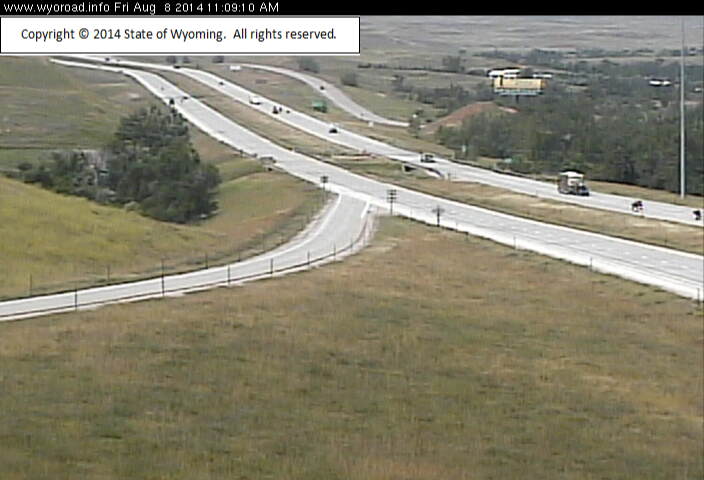 www.wyoroad.info Fri Aug 8 2014 11:09:10 AM
Copyright © 2014 State of Wyoming. All rights reserved.